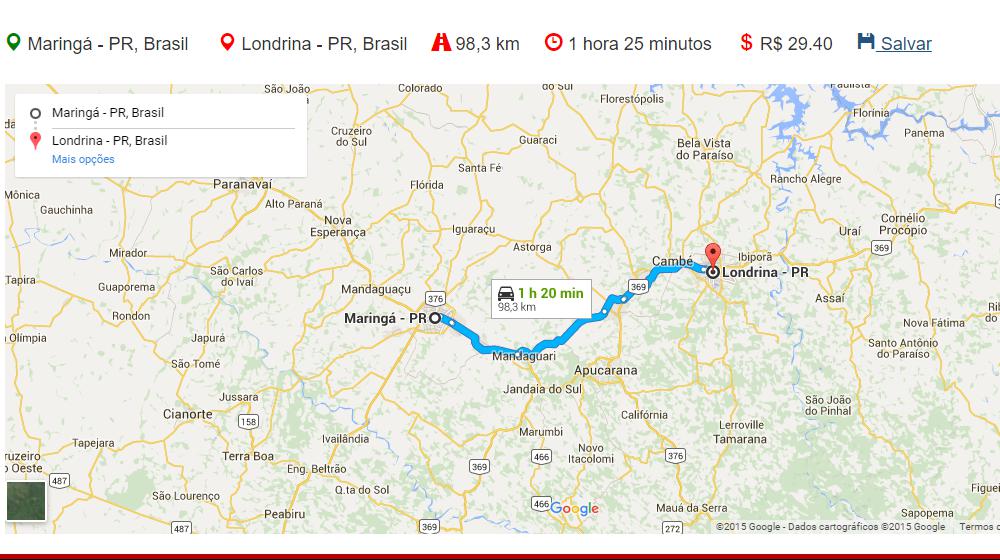 Maringá - PR, Brasil Londrina - PR, Brasil 98,3 km 1 hora 25 minutos $ R$ 29.40 Salvar
Maringá - PR, Brasil
Londrina - PR, Brasil
Mais opções
São João
Colorado
do Sul
Florestópolis
Paulista
Florínia
Panema
Cruzeiro
do Sul
Guaraci
Bela Vista
do Paraíso
Santa Fé
Rancho Alegre
Paranavaí
Flórida
Mônica
Gauchinha
Alto Paraná
Nova
Esperança
Iguaraçu
Astorga
Cornélio
Procópio
Uraí
369
Mirador
Cambé
Ibiporã
Londrina - PR
São Carlos
do Ivaí
Tapira
Guaporema
Mandaguaçu
376
1 h 20 min
98,3 km
369
Assaí
Rondon
Maringá - PR
Nova Fátima
Olímpia
Japurá
Santo Antônio
do Paraíso
São Tomé
Mandaguari
Apucarana
Jandaia do Sul
Jussara
São João
do Pinhal
Cianorte
158
Califórnia
Lerroville
Tamarana
Tapejara
Ivailândia
Marumbi
Terra Boa
Novo
Itacolomi
466
376
369
ruzeiro
o Oeste
487
Eng. Beltrão
Q.ta do Sol
São Lourenço
Peabiru
466
Google
Mauá da Serra
Figuei
Sapopema
487
369
272
©2015 Google - Dados cartográficos ©2015 Google Termos